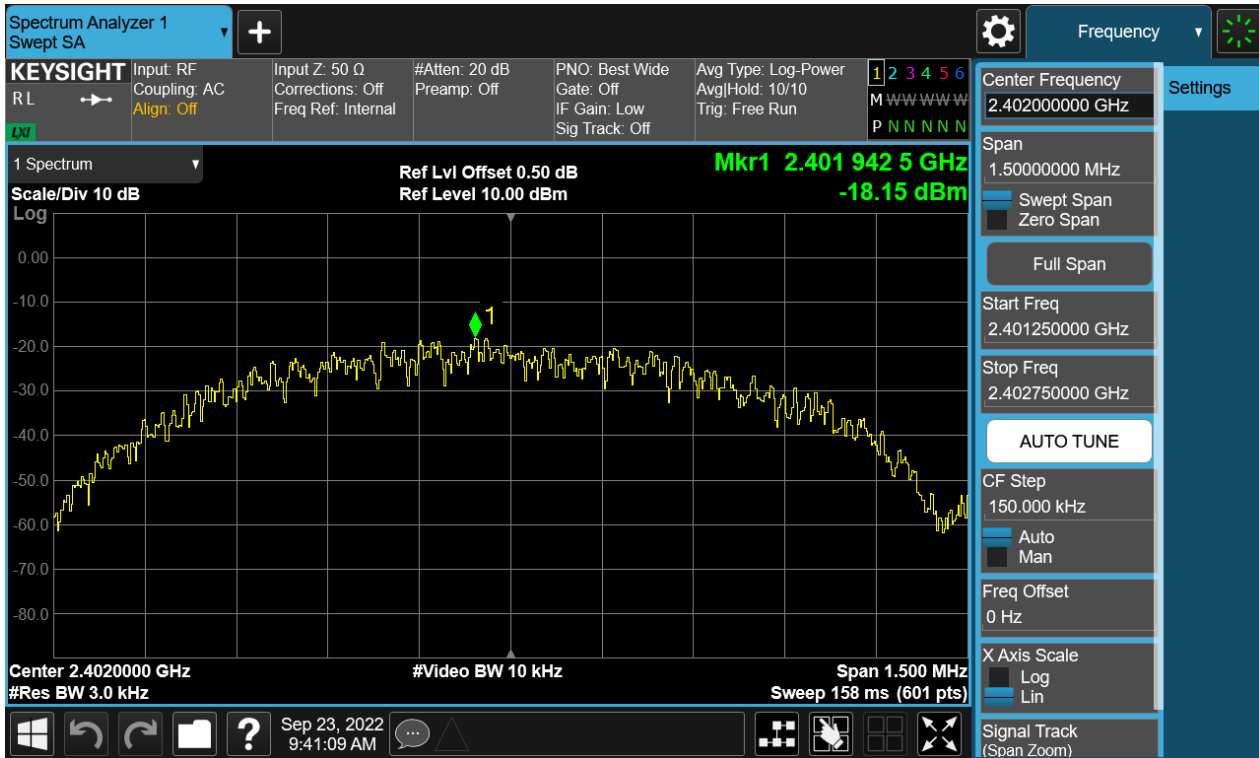 Spectrum Analyzer 1
Swept SA
+
Frequency
KEYSIGHT
R L
LXI
Input: RF
Coupling: AC
Align: Off
Input Z: 50 Ω
Corrections: Off
Freq Ref: Internal
#Atten: 20 dB
Preamp: Off
PNO: Best Wide
Gate: Off
IF Gain: Low
Sig Track: Off
Avg Type: Log-Power
Avg|Hold: 10/10
Trig: Free Run
1 2 3 4 5 6
M W W W W W
P N N N N N
1 Spectrum
Scale/Div 10 dB
Ref Lvl Offset 0.50 dB
Ref Level 10.00 dBm
Mkr1 2.401 942 5 GHz
-18.15 dBm
Log
0.00
-10.0
-20.0
-30.0
-40.0
-50.0
-60.0
-70.0
-80.0
1
Center 2.4020000 GHz
#Res BW 3.0 kHz
#Video BW 10 kHz
Span 1.500 MHz
Sweep 158 ms (601 pts)
Center Frequency
2.402000000 GHz
Settings
Span
1.50000000 MHz
Swept Span
Zero Span
Full Span
Start Freq
2.401250000 GHz
Stop Freq
2.402750000 GHz
AUTO TUNE
CF Step
150.000 kHz
Auto
Man
Freq Offset
0 Hz
X Axis Scale
Log
Lin
Signal Track
(Span Zoom)
?
Sep 23, 2022
9:41:09 AM